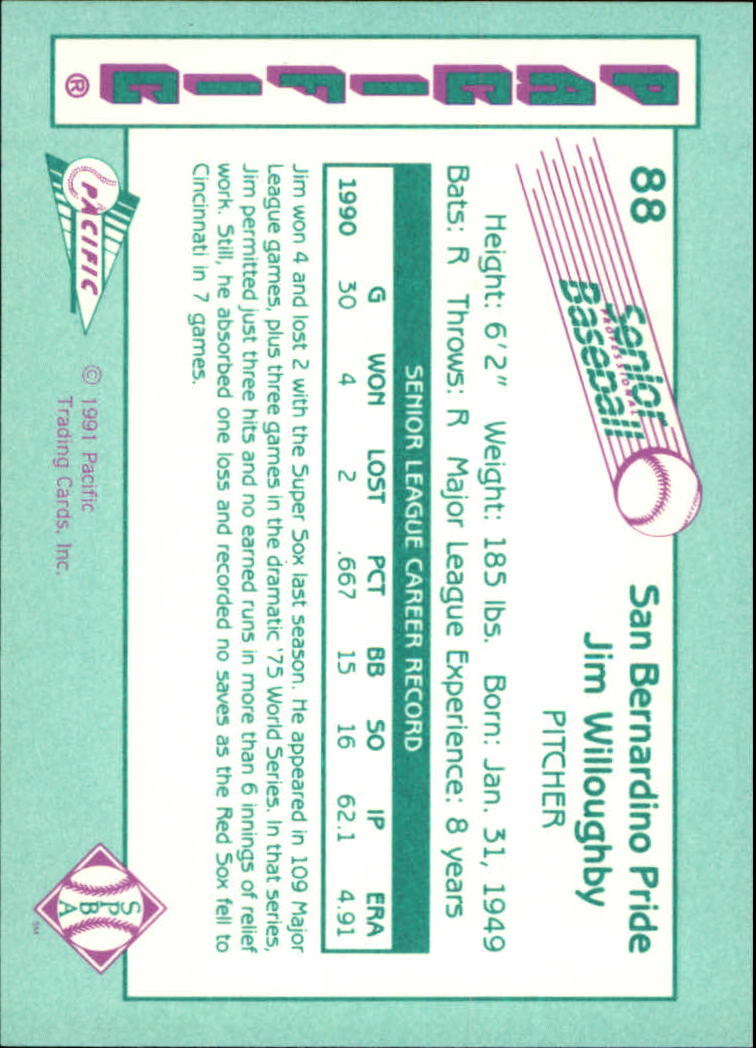 PACIFIC®
88
Senior
PROFESSIONAL
Baseball
San Bernardino Pride
Jim Willoughby
PITCHER
Height: 6'2" Weight: 185 lbs. Born: Jan. 31, 1949
Bats: R Throws: R Major League Experience: 8 years
SENIOR LEAGUE CAREER RECORD
G WON LOST PCT BB SO IP ERA
1990 30 4 2 .667 15 16 62.1 4.91
Jim won 4 and lost 2 with the Super Sox last season. He appeared in 109 Major
League games, plus three games in the dramatic '75 World Series. In that series,
Jim permitted just three hits and no earned runs in more than 6 innings of relief
work. Still, he absorbed one loss and recorded no saves as the Red Sox fell to
Cincinnati in 7 games.
PACIFIC
© 1991 Pacific
Trading Cards, Inc.
S
P B
A
SM